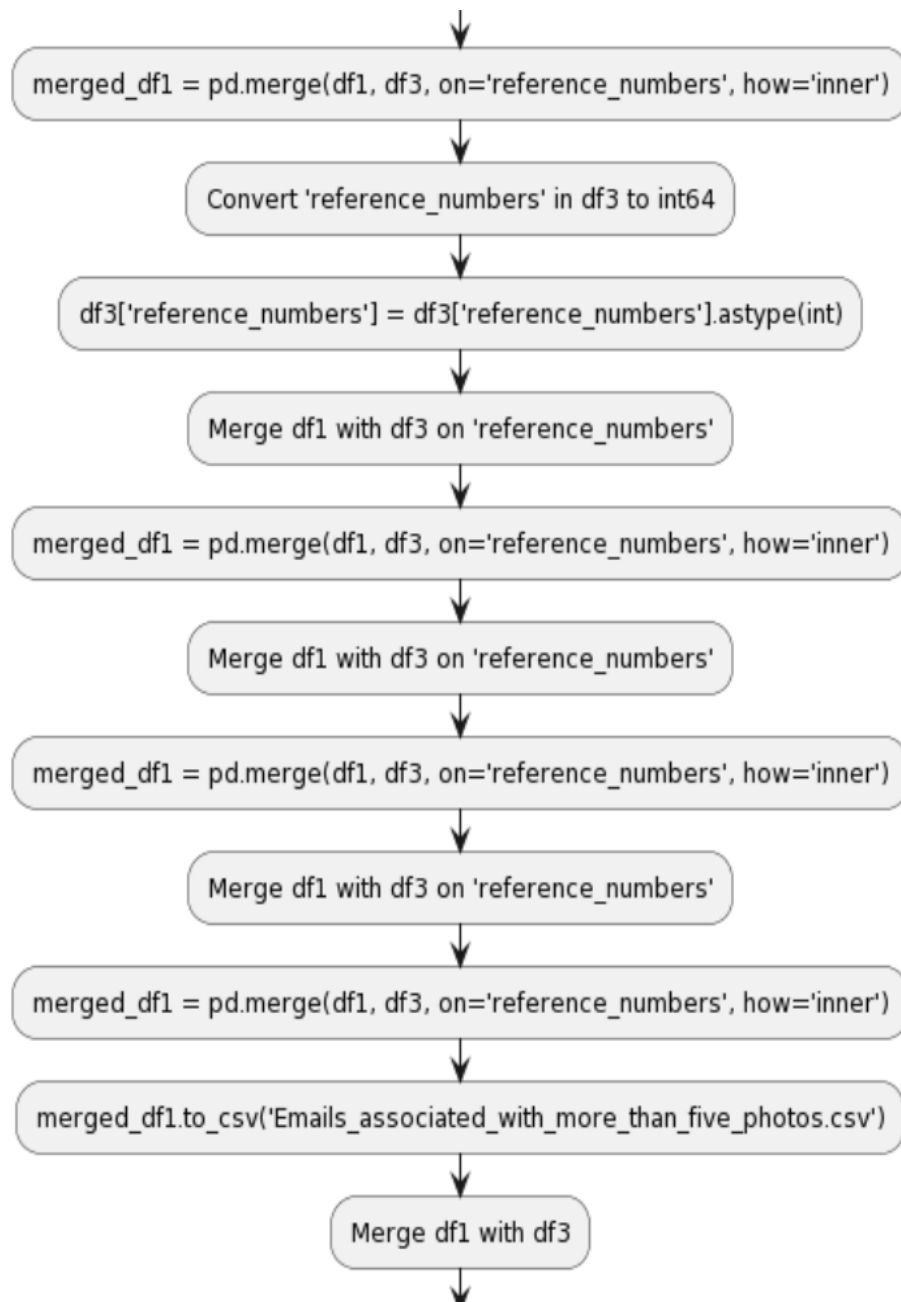 merged_df1 = pd.merge(df1, df3, on='reference_numbers', how='inner')
Convert 'reference_numbers' in df3 to int64
df3['reference_numbers'] = df3['reference_numbers'].astype(int)
Merge df1 with df3 on 'reference_numbers'
merged_df1 = pd.merge(df1, df3, on='reference_numbers', how='inner')
Merge df1 with df3 on 'reference_numbers'
merged_df1 = pd.merge(df1, df3, on='reference_numbers', how='inner')
Merge df1 with df3 on 'reference_numbers'
merged_df1 = pd.merge(df1, df3, on='reference_numbers', how='inner')
merged_df1.to_csv('Emails_associated_with_more_than_five_photos.csv')
Merge df1 with df3